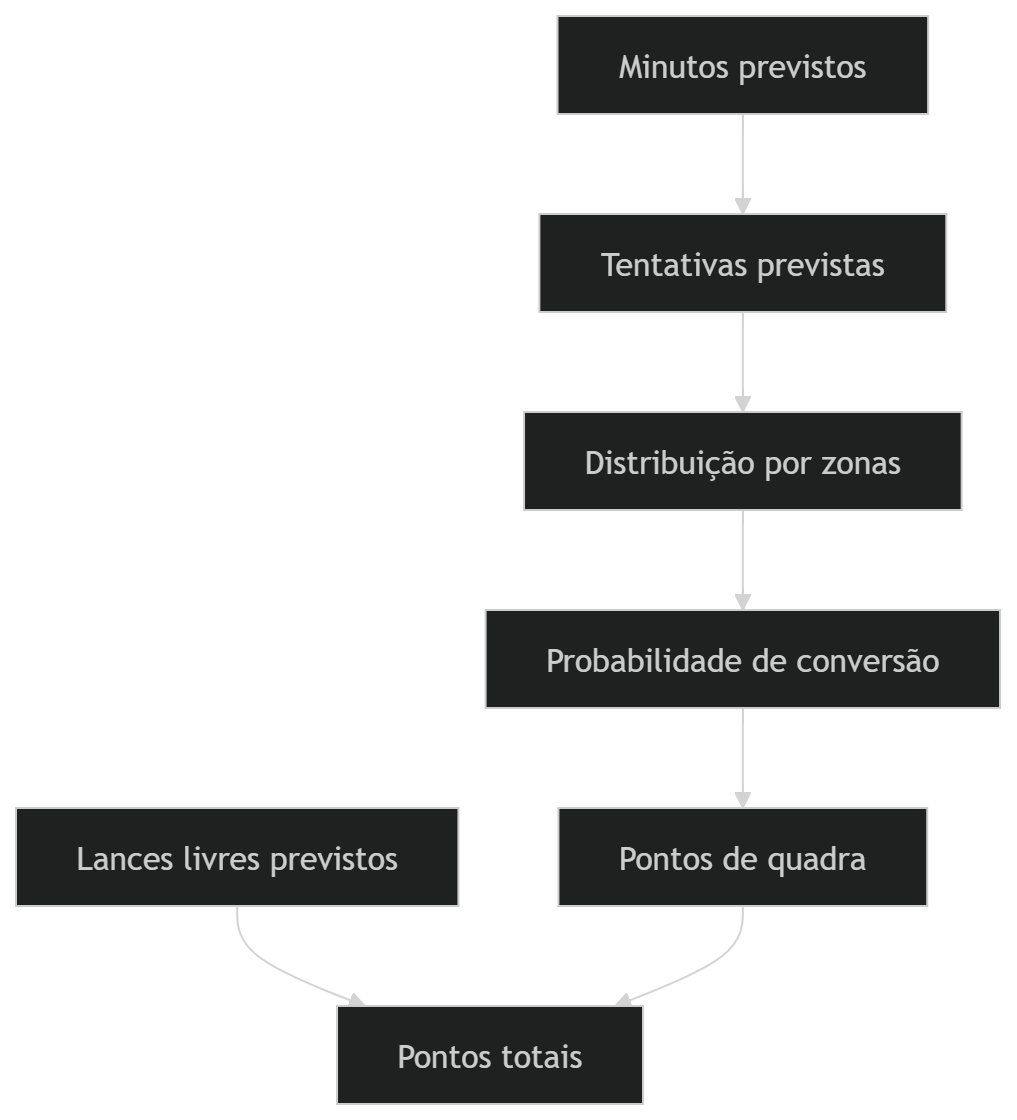 Minutos previstos
Tentativas previstas
Distribuição por zonas
Probabilidade de conversão
Lances livres previstos
Pontos de quadra
Pontos totais